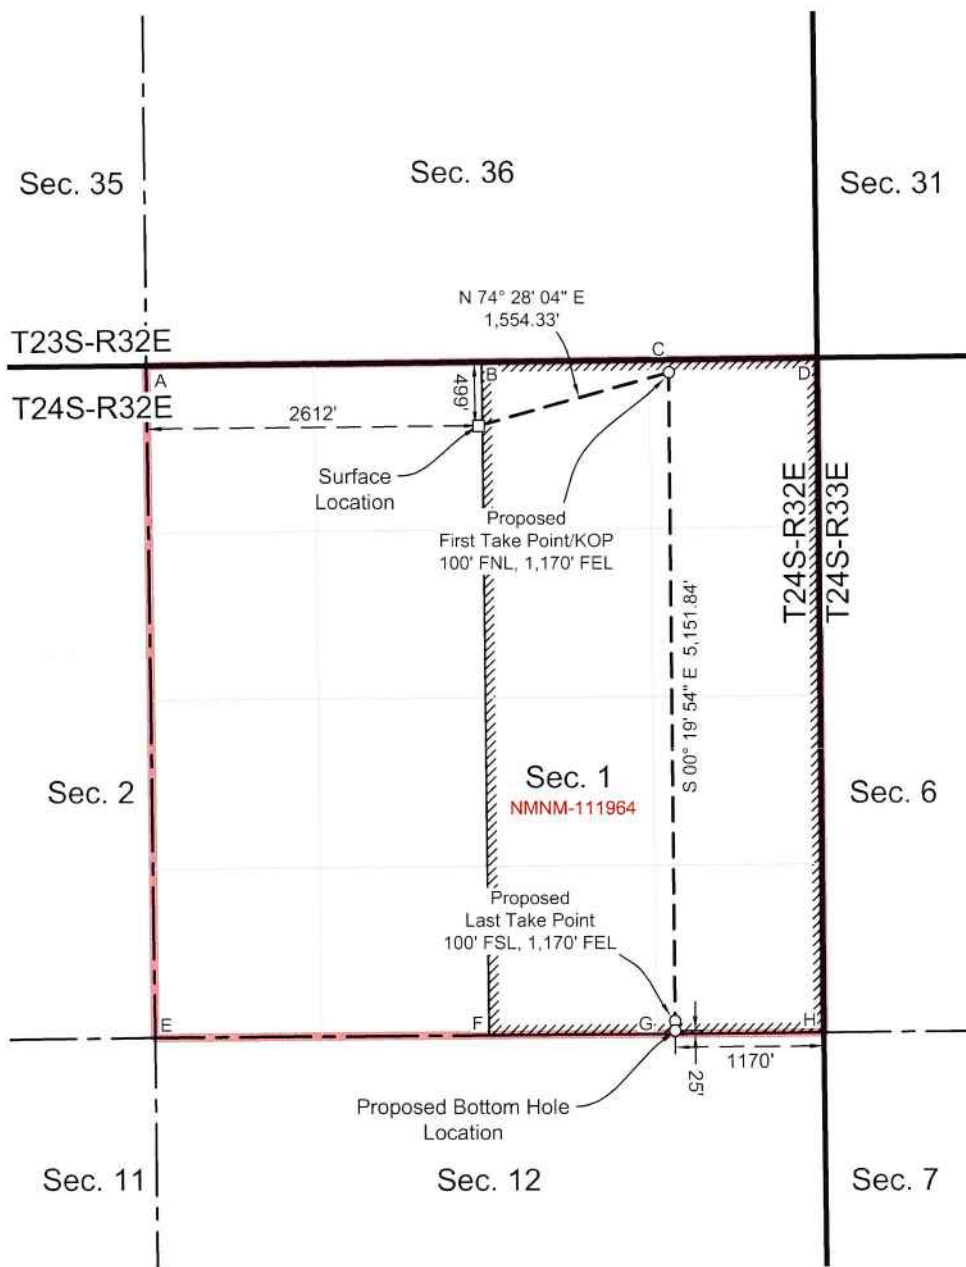 Sec. 35
Sec. 36
Sec. 31
N 74° 28' 04" E
1,554.33'
T23S-R32E
T24S-R32E
A
B
C
D
499'
2612'
Surface
Location
Proposed
First Take Point/KOP
100' FNL, 1,170' FEL
T24S-R32E
T24S-R33E
S 00° 19' 54" E 5,151.84'
Sec. 2
Sec. 1
NMNM-111964
Sec. 6
Proposed
Last Take Point
100' FSL, 1,170' FEL
E
F
G
H
1170'
25'
Proposed Bottom Hole
Location
Sec. 11
Sec. 12
Sec. 7